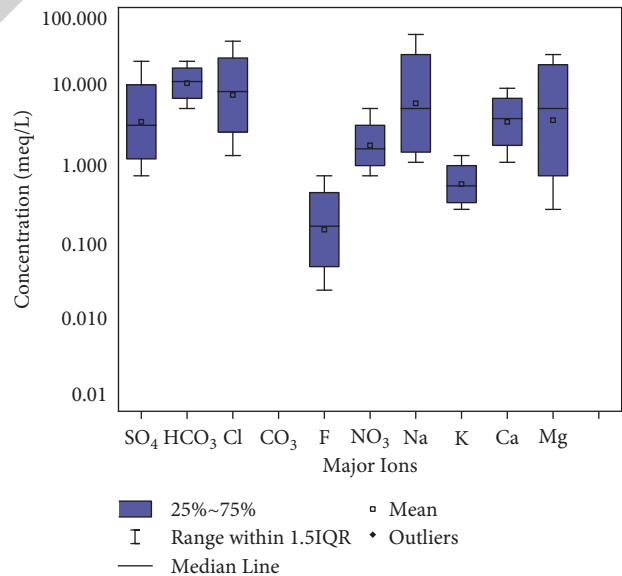 100.000
10.000
1.000
0.100
0.010
0.01
Concentration (meq/L)
SO₄ HCO₃ Cl CO₃ F NO₃ Na K Ca Mg
Major Ions
25%~75%
Range within 1.5IQR
Median Line
Mean
Outliers